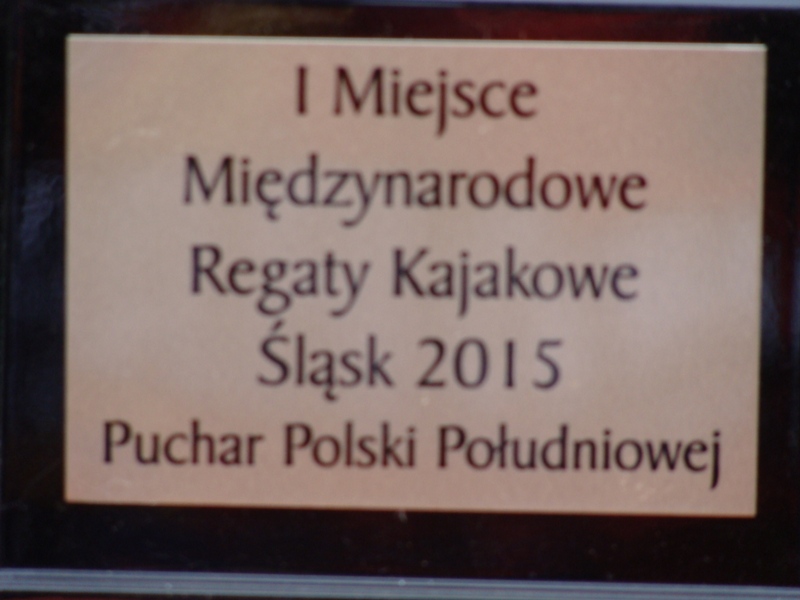 I Miejsce
Międzynarodowe
Regaty Kajakowe
Śląsk 2015
Puchar Polski Południowej